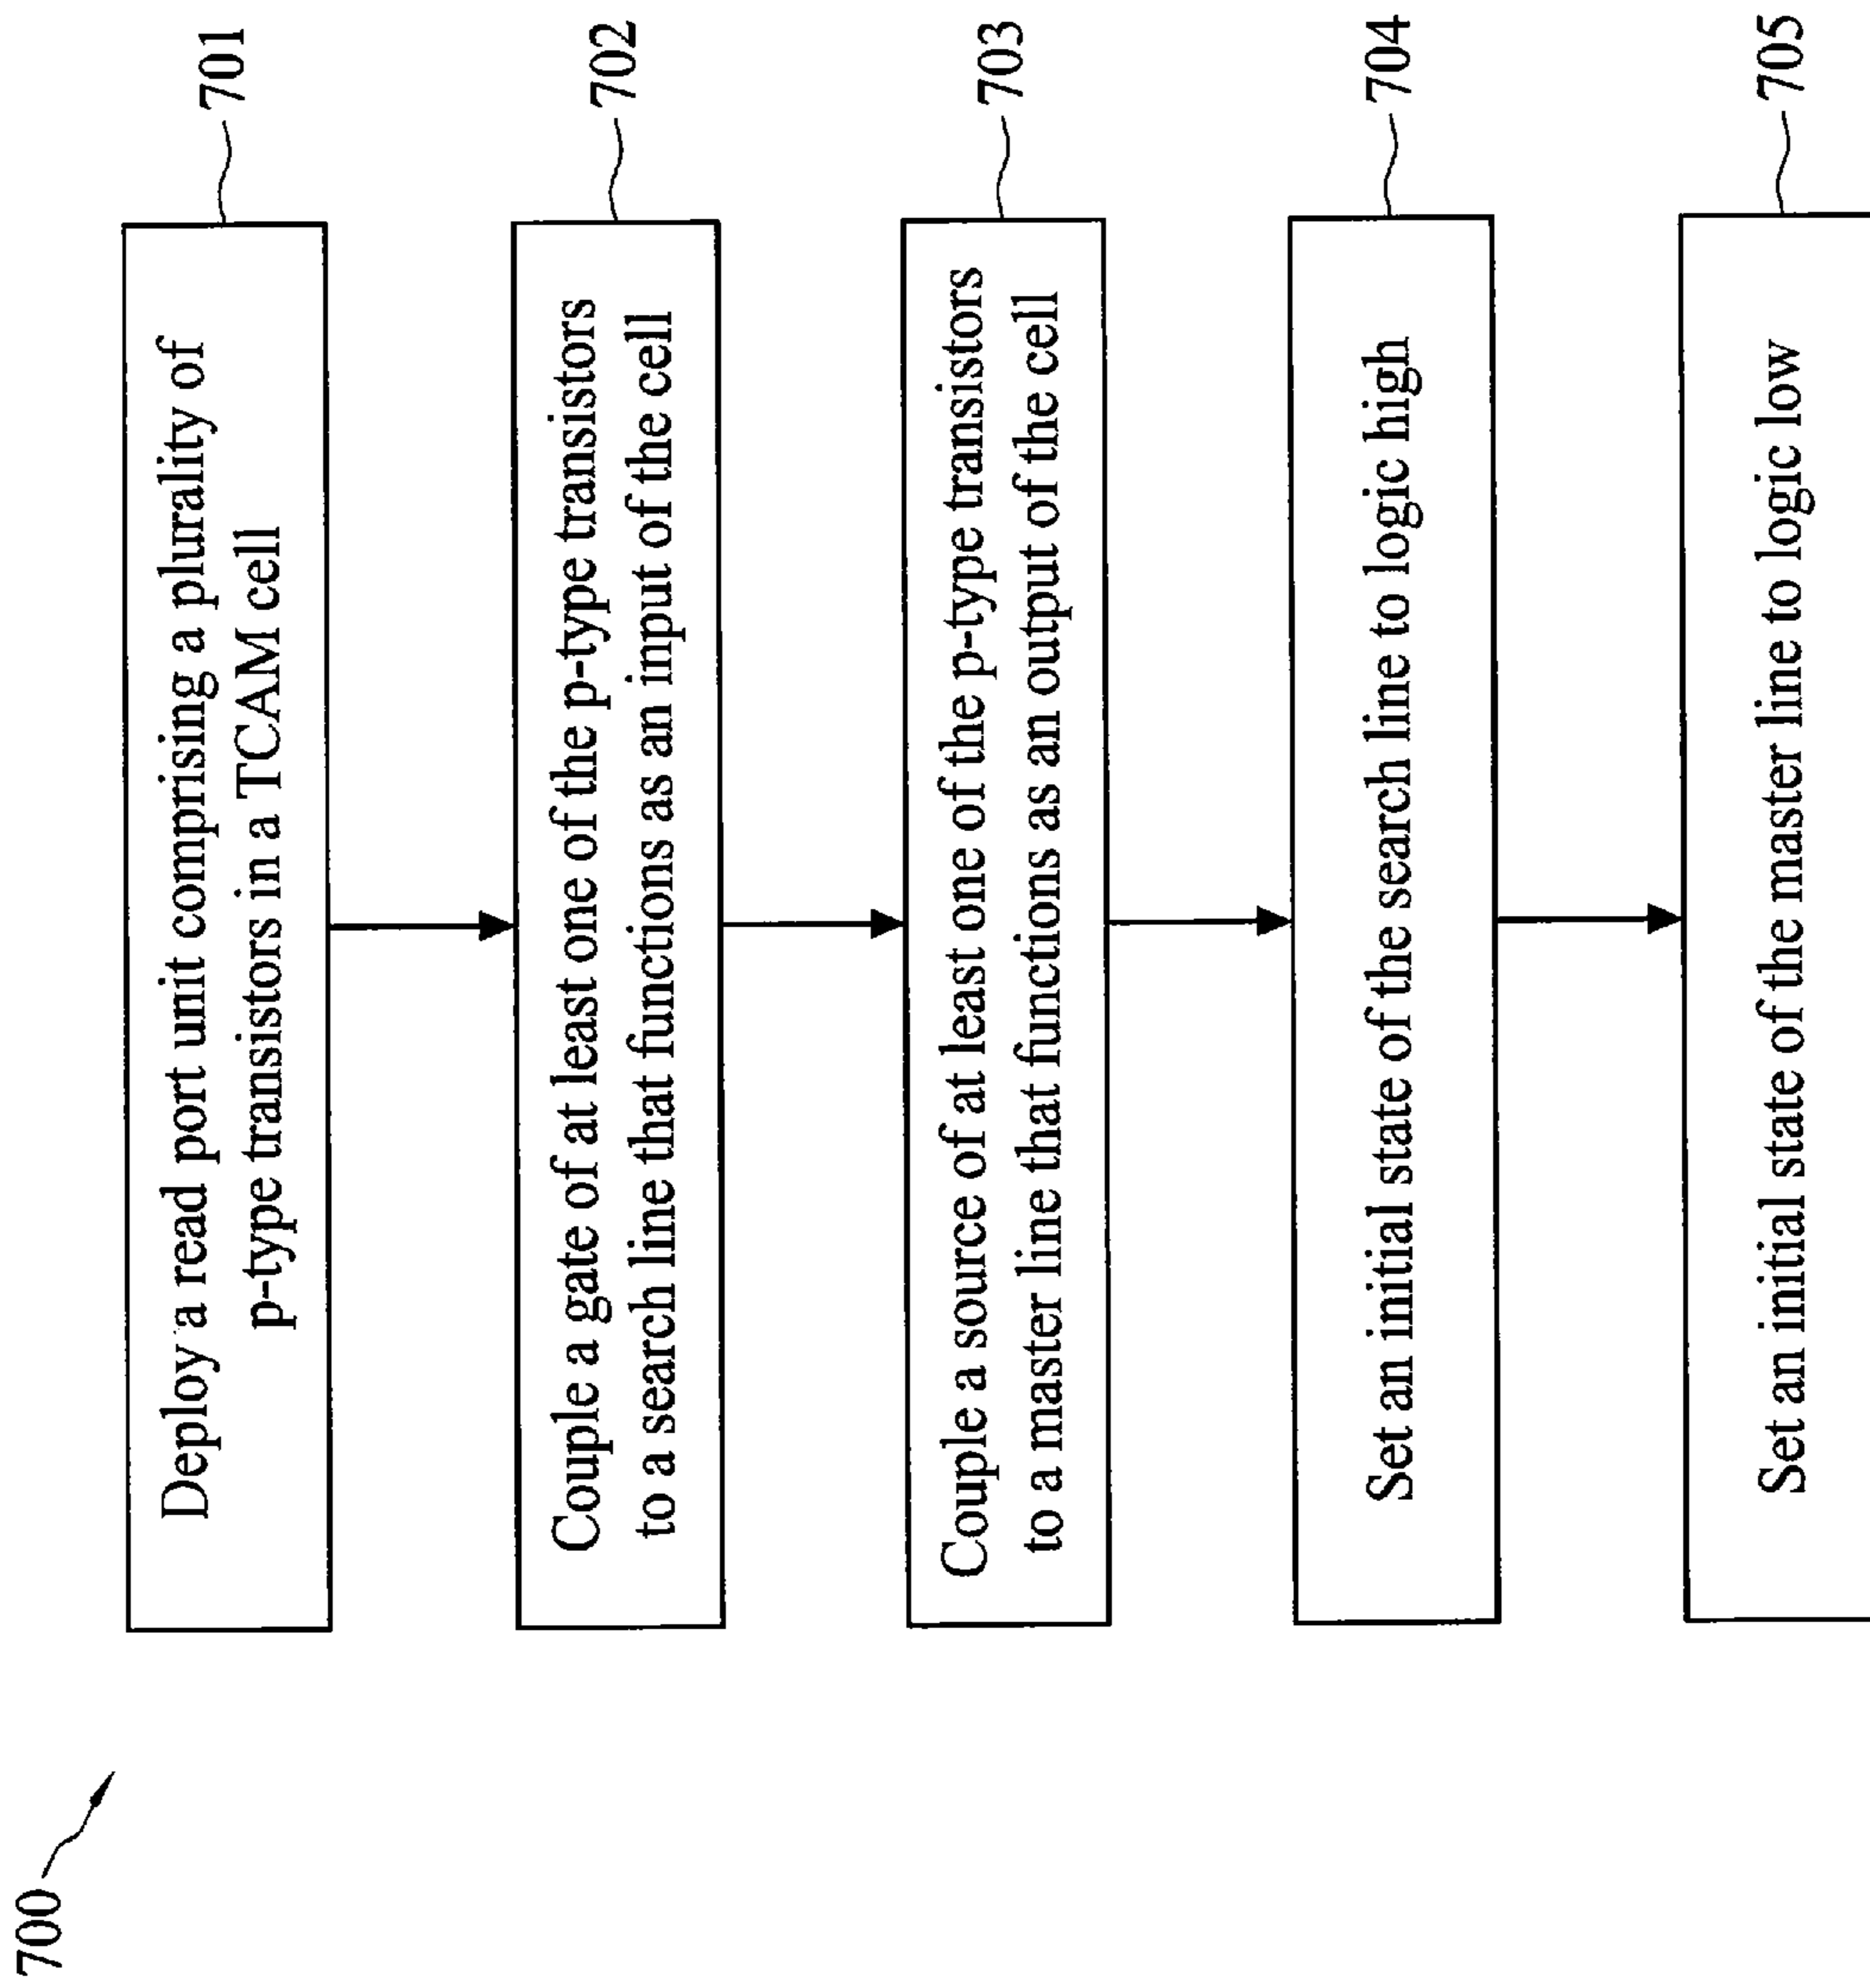 700
Deploy a read port unit comprising a plurality of
p-type transistors in a TCAM cell
701
Couple a gate of at least one of the p-type transistors
to a search line that functions as an input of the cell
702
Couple a source of at least one of the p-type transistors
to a master line that functions as an output of the cell
703
Set an initial state of the search line to logic high
704
Set an initial state of the master line to logic low
705